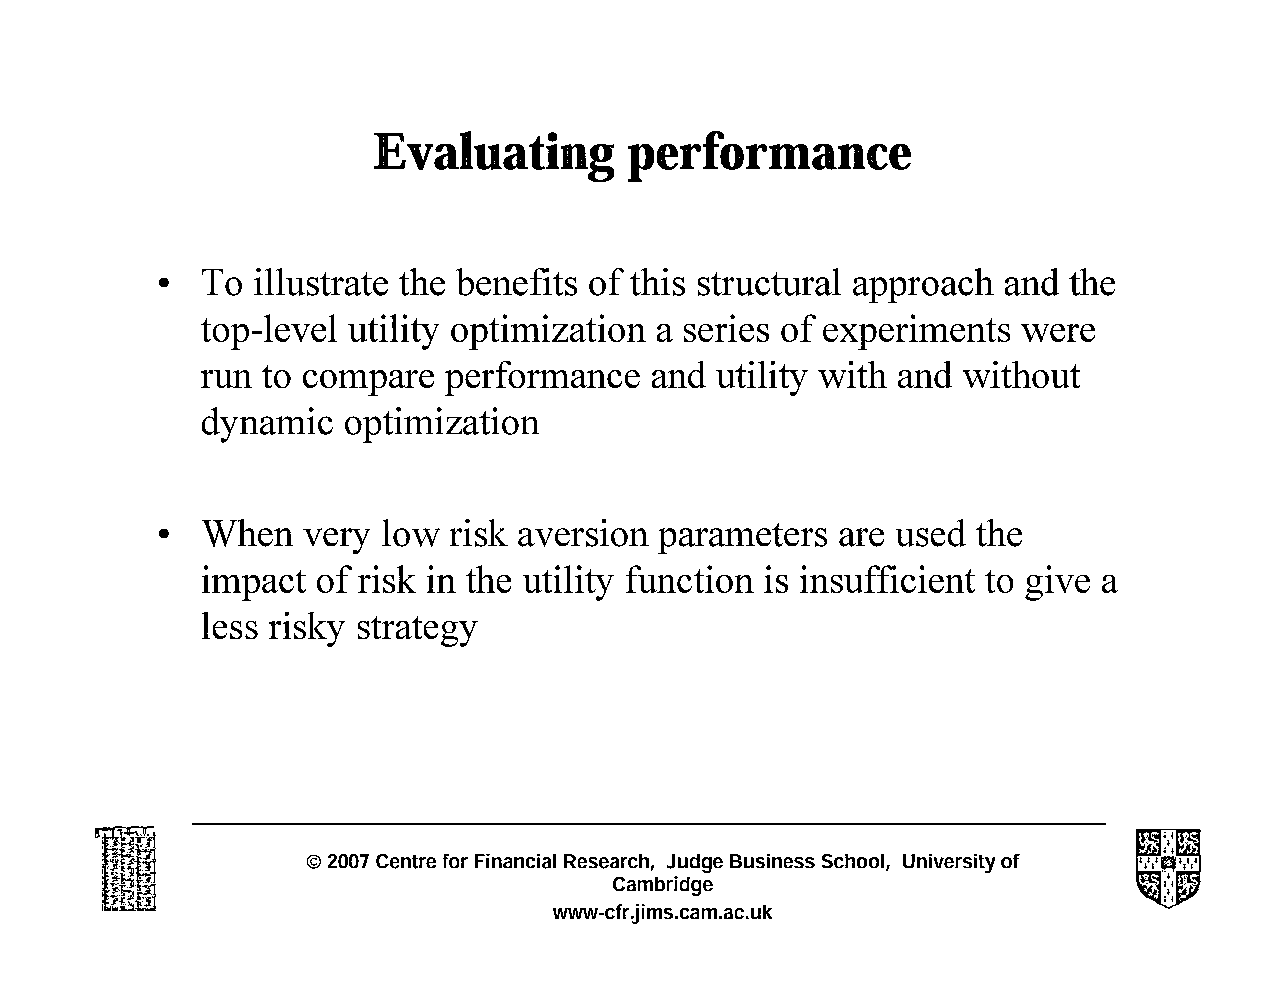 Evaluating performance
• To illustrate the benefits of this structural approach and the
top-level utility optimization a series of experiments were
run to compare performance and utility with and without
dynamic optimization
• When very low risk aversion parameters are used the
impact of risk in the utility function is insufficient to give a
less risky strategy
© 2007 Centre for Financial Research, Judge Business School, University of
Cambridge
www-cfr.jims.cam.ac.uk